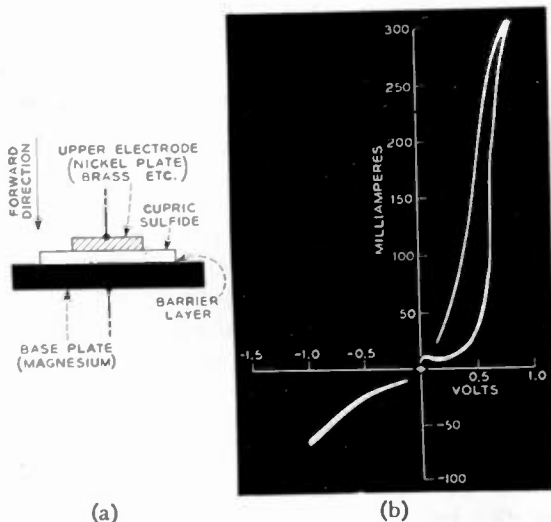 FORWARD
DIRECTION
UPPER ELECTRODE
(NICKEL PLATE)
BRASS ETC.
CUPRIC
SULFIDE
BARRIER
LAYER
BASE PLATE
(MAGNESIUM)
(a)
MILLIAMPERES
300
250
200
150
100
50
-1.5
-1.0
-0.5
0
0.5
1.0
VOLTS
-50
-100
(b)